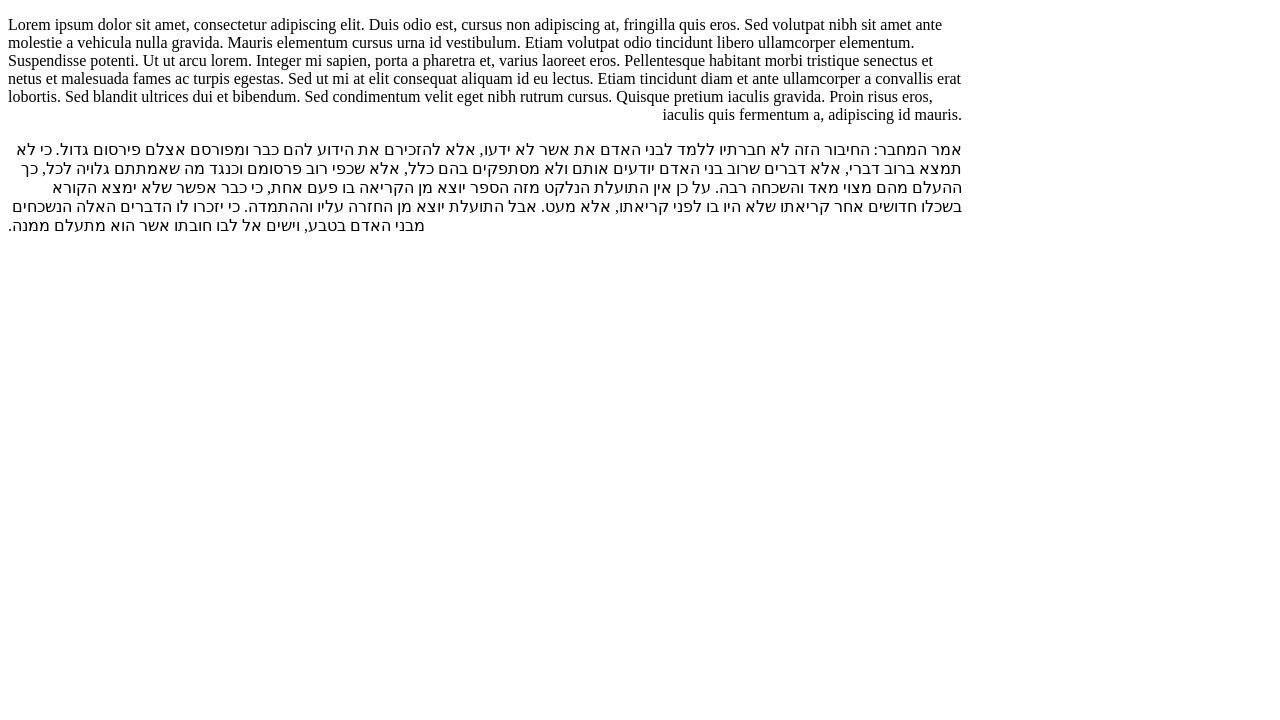 Lorem ipsum dolor sit amet, consectetur adipiscing elit. Duis odio est, cursus non adipiscing at, fringilla quis eros. Sed volutpat nibh sit amet ante
molestie a vehicula nulla gravida. Mauris elementum cursus urna id vestibulum. Etiam volutpat odio tincidunt libero ullamcorper elementum.
Suspendisse potenti. Ut ut arcu lorem. Integer mi sapien, porta a pharetra et, varius laoreet eros. Pellentesque habitant morbi tristique senectus et
netus et malesuada fames ac turpis egestas. Sed ut mi at elit consequat aliquam id eu lectus. Etiam tincidunt diam et ante ullamcorper a convallis erat
lobortis. Sed blandit ultrices dui et bibendum. Sed condimentum velit eget nibh rutrum cursus. Quisque pretium iaculis gravida. Proin risus eros,
iaculis quis fermentum a, adipiscing id mauris.
אמר המחבר: החיבור הזה לא חברתיו ללמד לבני האדם את אשר לא ידעו, אלא להזכירם את הידוע להם כבר ומפורסם אצלם פירסום גדול. כי לא
תמצא ברוב דברי, אלא דברים שרוב בני האדם יודעים אותם ולא מסתפקים בהם כלל, אלא שכפי רוב פרסומם וכנגד מה שאמתתם גלויה לכל, כך
ההעלם מהם מצוי מאד והשכחה רבה. על כן אין התועלת הנלקט מזה הספר יוצא מן הקריאה בו פעם אחת, כי כבר אפשר שלא ימצא הקורא
בשכלו חדושים אחר קריאתו שלא היו בו לפני קריאתו, אלא מעט. אבל התועלת יוצא מן החזרה עליו וההתמדה. כי יזכרו לו הדברים האלה הנשכחים
מבני האדם בטבע, וישים אל לבו חובתו אשר הוא מתעלם ממנה.